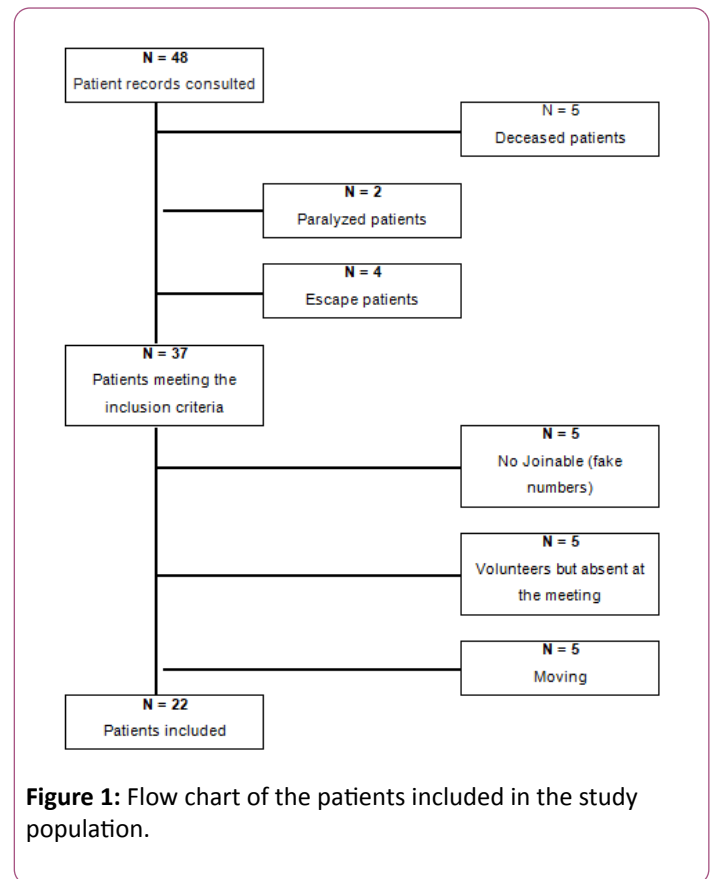 N = 48
Patient records consulted
N = 5
Deceased patients
N = 2
Paralyzed patients
N = 4
Escape patients
N = 37
Patients meeting the
inclusion criteria
N = 5
No Joinable (fake
numbers)
N = 5
Volunteers but absent at
the meeting
N = 5
Moving
N = 22
Patients included
Figure 1: Flow chart of the patients included in the study
population.